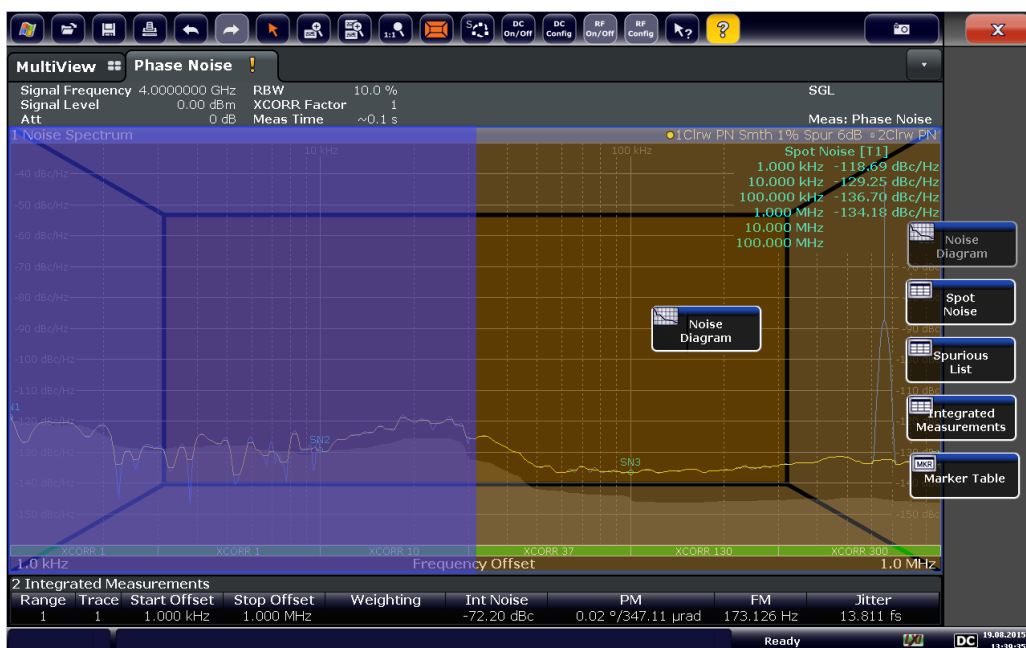 DC On/Off DC Config RF On/Off RF Config
1:1
MultiView Phase Noise !
Signal Frequency 4.0000000 GHz RBW 10.0 % SGL
Signal Level 0.00 dBm XCORR Factor 1
Att 0 dB Meas Time ~0.1 s Meas: Phase Noise
1 Noise Spectrum 1Clrw PN Smth 1% Spur 6dB 2Clrw PN
10 kHz 100 kHz
Spot Noise [T1]
1.000 kHz -118.69 dBc/Hz
10.000 kHz -129.25 dBc/Hz
100.000 kHz -136.70 dBc/Hz
1.000 MHz -134.18 dBc/Hz
10.000 MHz
100.000 MHz
-40 dBc/Hz
-50 dBc/Hz
-60 dBc/Hz
-70 dBc/Hz
-80 dBc/Hz
-90 dBc/Hz
-100 dBc/Hz
-110 dBc/Hz
-120 dBc/Hz
-130 dBc/Hz
-140 dBc/Hz
-150 dBc/Hz
SN2
SN3
Noise Diagram
Noise Diagram
Spot Noise
Spurious List
Integrated Measurements
MKR
Marker Table
XCORR 1 XCORR 1 XCORR 10 XCORR 37 XCORR 130 XCORR 300
1.0 kHz Frequency Offset 1.0 MHz
2 Integrated Measurements
Range Trace Start Offset Stop Offset Weighting Int Noise PM FM Jitter
1 1 1.000 kHz 1.000 MHz -72.20 dBc 0.02 °/347.11 µrad 173.126 Hz 13.811 fs
Ready DC 19.08.2015
13:39:35